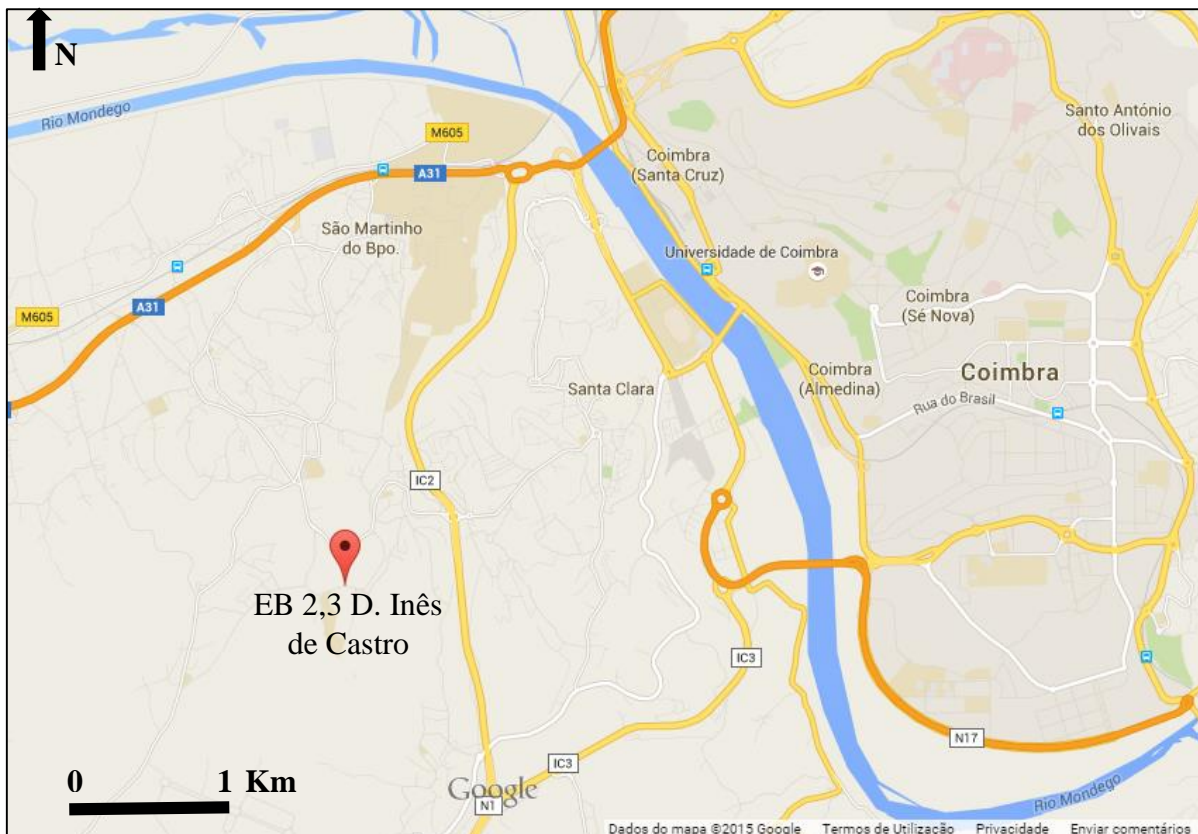 N
Rio Mondego
M605
A31
São Martinho
do Bpo.
A31
M605
Coimbra
(Santa Cruz)
Santo António
dos Olivais
Universidade de Coimbra
Coimbra
(Sé Nova)
Santa Clara
Coimbra
(Almedina)
Coimbra
Rua do Brasil
IC2
EB 2,3 D. Inês
de Castro
IC3
N17
0 1 Km
IC3
Google
N1
Rio Mondego
Dados do mapa ©2015 Google Termos de Utilização Privacidade Enviar comentários